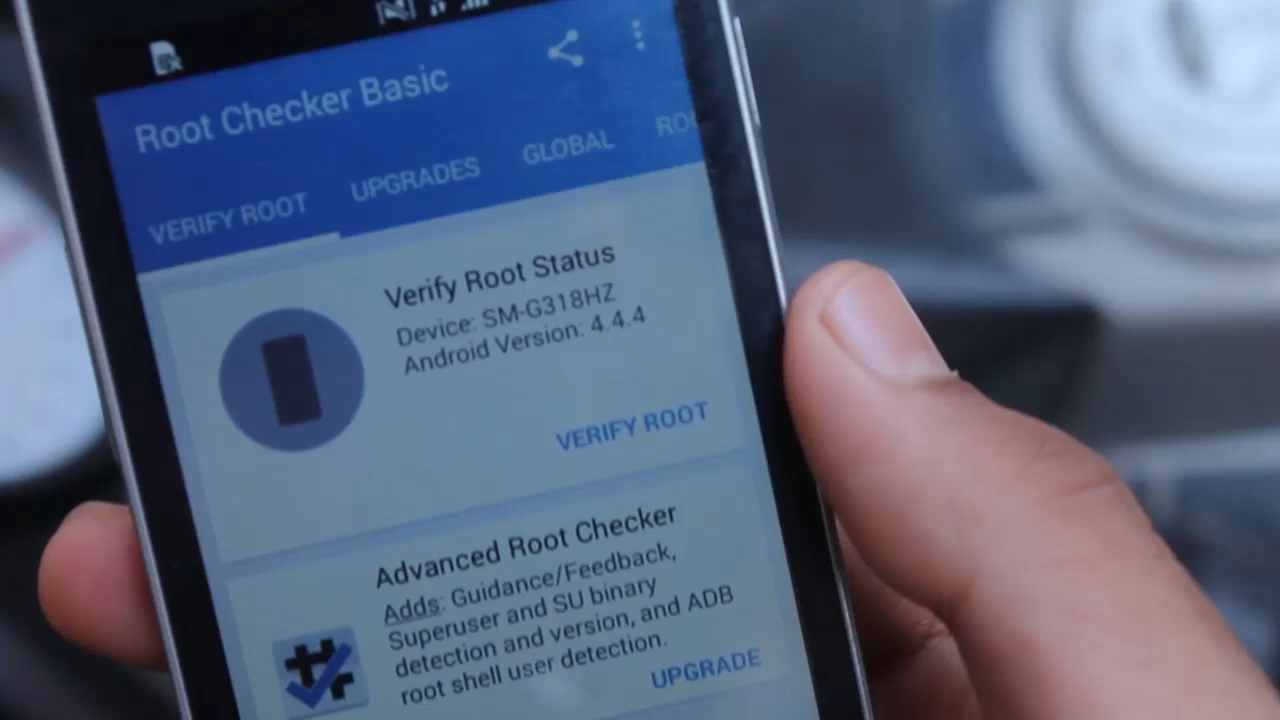 Root Checker Basic
VERIFY ROOT
UPGRADES
GLOBAL
Verify Root Status
Device: SM-G318HZ
Android Version: 4.4.4
VERIFY ROOT
Advanced Root Checker
Adds: Guidance/Feedback,
Superuser and SU binary
detection and version, and ADB
root shell user detection.
UPGRADE